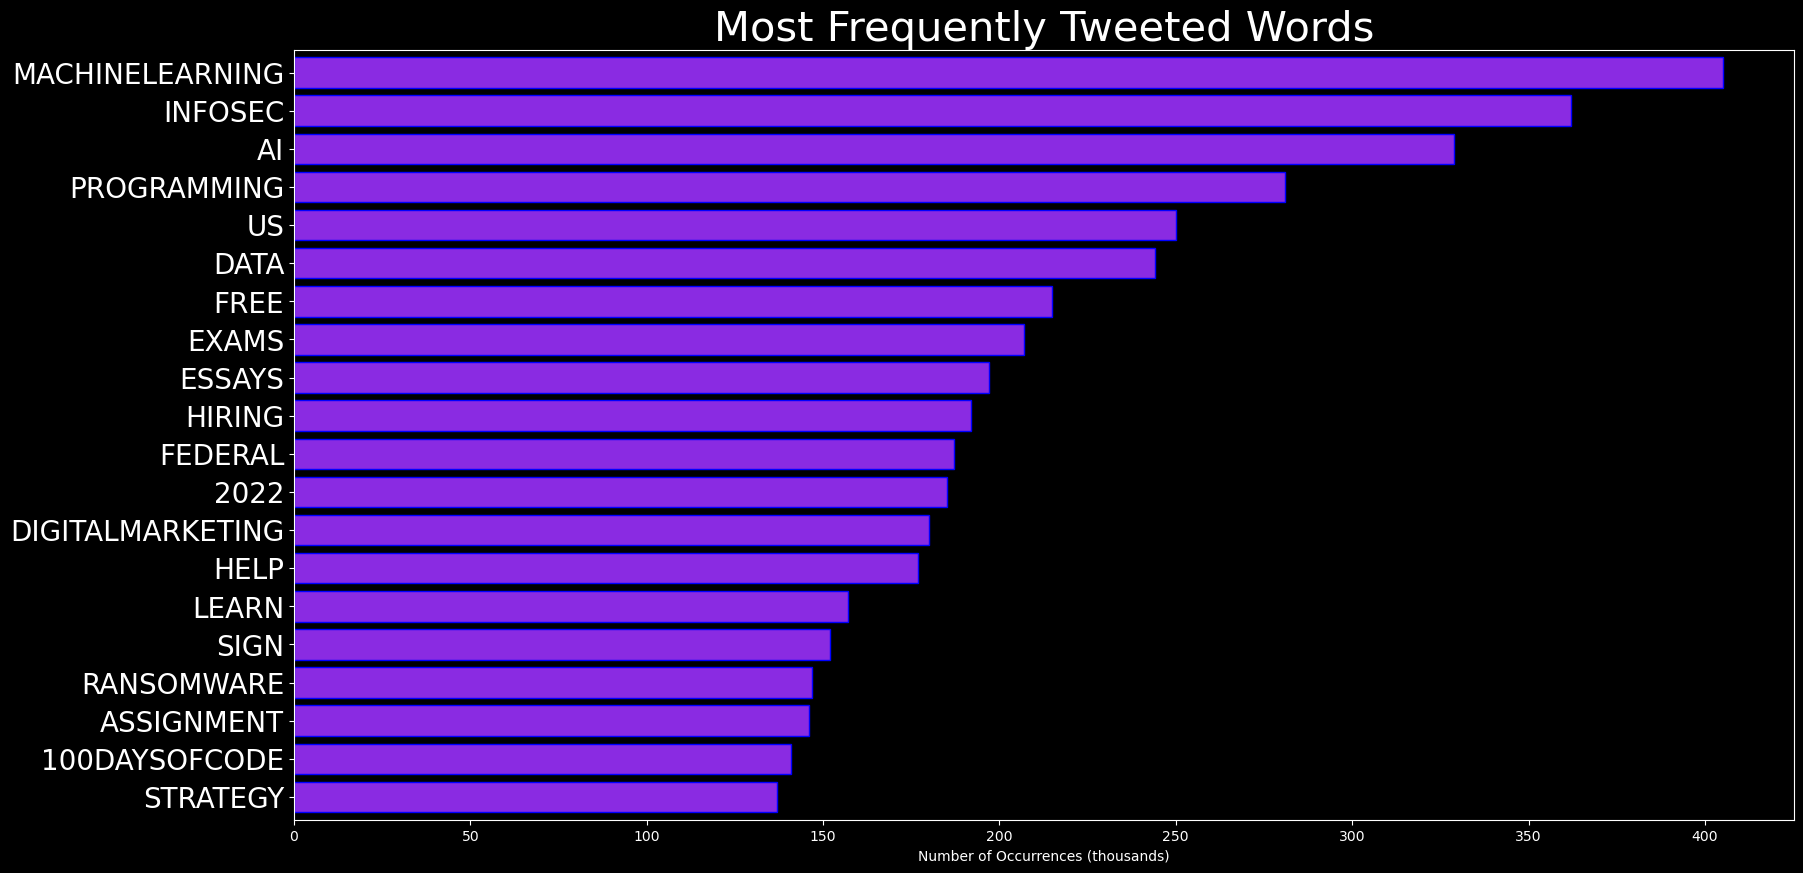 Most Frequently Tweeted Words
MACHINELEARNING
INFOSEC
AI
PROGRAMMING
US
DATA
FREE
EXAMS
ESSAYS
HIRING
FEDERAL
2022
DIGITALMARKETING
HELP
LEARN
SIGN
RANSOMWARE
ASSIGNMENT
100DAYSOFCODE
STRATEGY
0 50 100 150 200 250 300 350 400
Number of Occurrences (thousands)